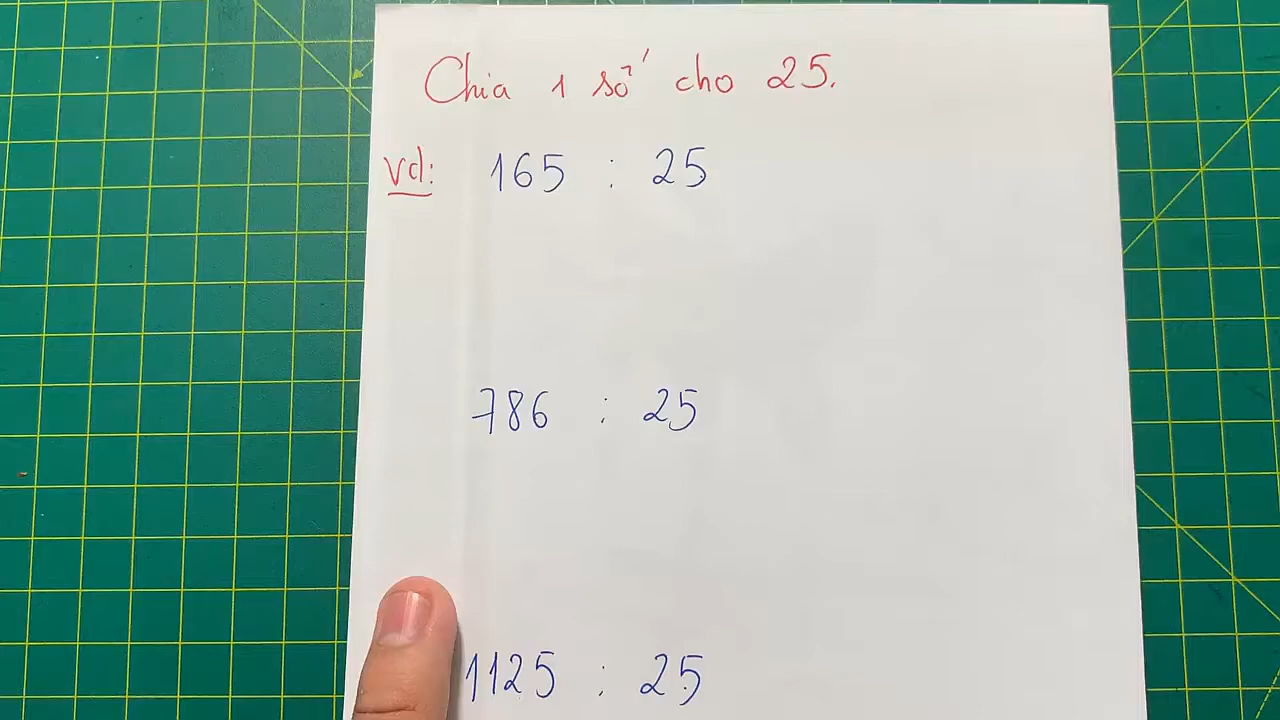 Chia 1 số cho 25.
vd: 165 : 25
786 : 25
1125 : 25